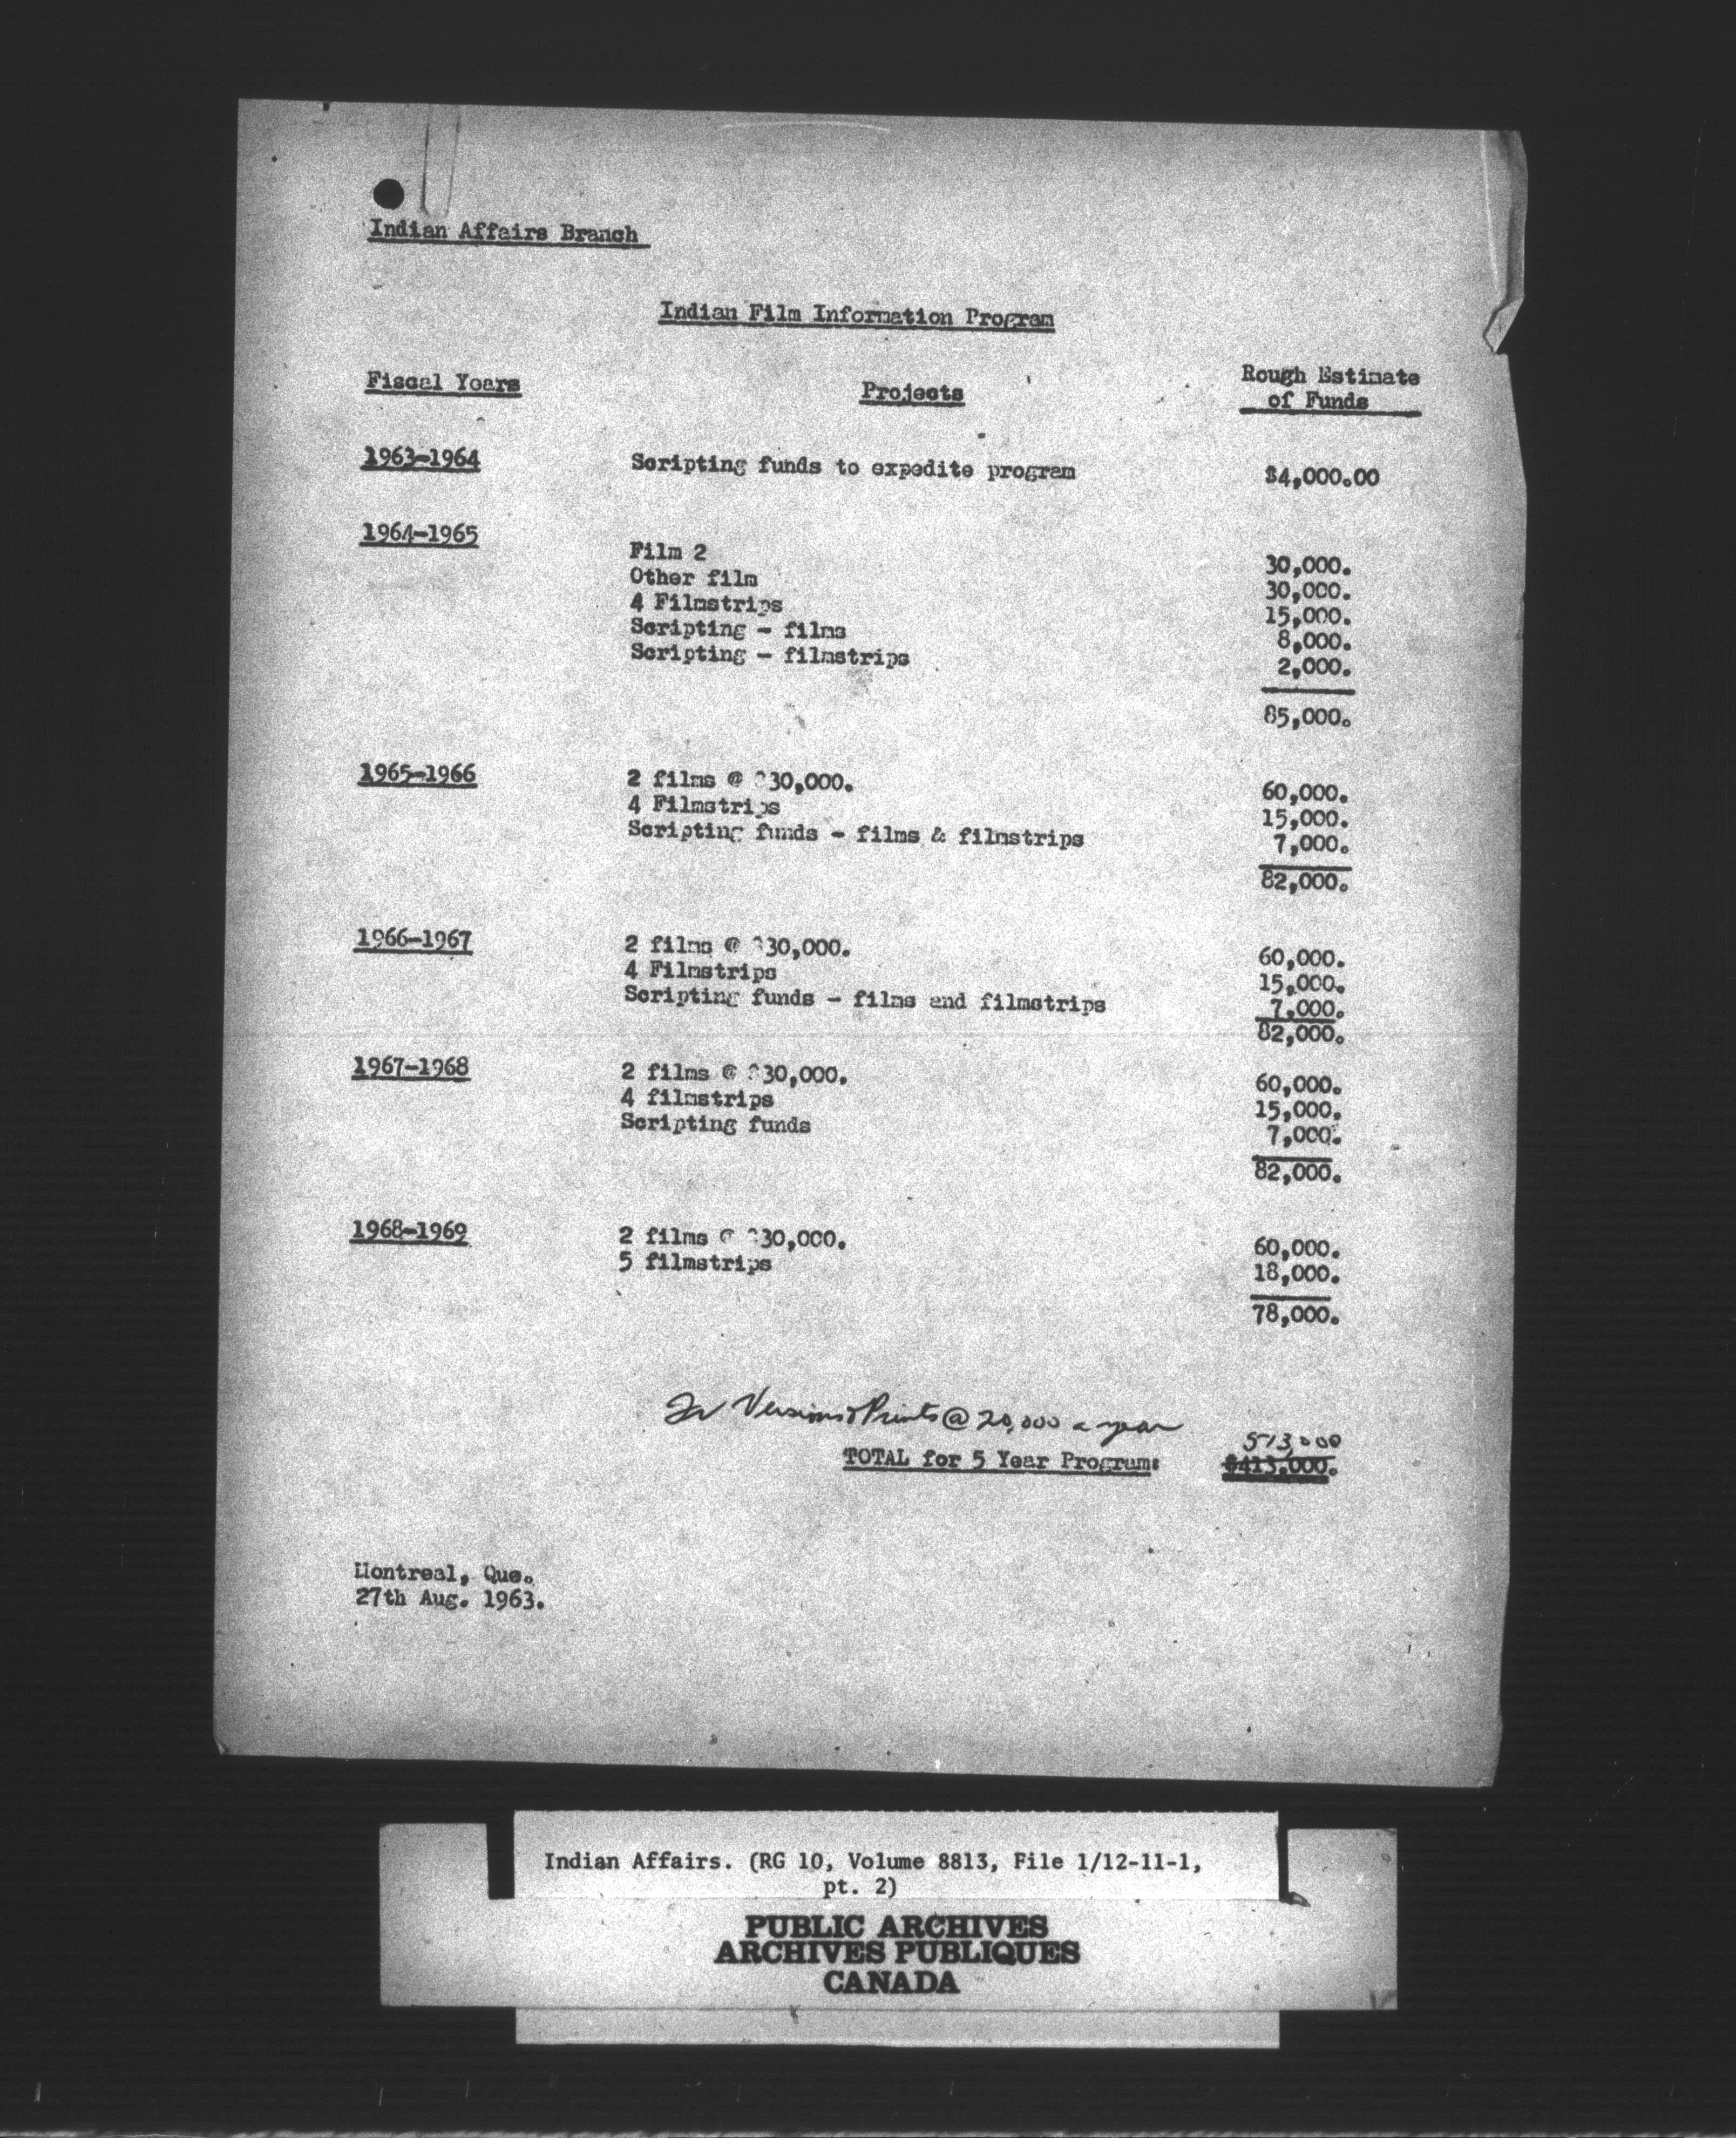 Indian Affairs Branch
Indian Film Information Program
Fiscal Years Projects Rough Estimate
of Funds
1963-1964 Scripting funds to expedite program $4,000.00
1964-1965
Film 2 30,000.
Other film 30,000.
4 Filmstrips 15,000.
Scripting - films 8,000.
Scripting - filmstrips 2,000.
85,000.
1965-1966 2 films @ $30,000. 60,000.
4 Filmstrips 15,000.
Scripting funds - films & filmstrips 7,000.
82,000.
1966-1967 2 films @ $30,000. 60,000.
4 Filmstrips 15,000.
Scripting funds - films and filmstrips 7,000.
82,000.
1967-1968 2 films @ $30,000. 60,000.
4 filmstrips 15,000.
Scripting funds 7,000.
82,000.
1968-1969 2 films @ $30,000. 60,000.
5 filmstrips 18,000.
78,000.
Versions & Prints @ 20,000 a year
513,000
TOTAL for 5 Year Program: $413,000.
Montreal, Que.
27th Aug. 1963.
Indian Affairs. (RG 10, Volume 8813, File 1/12-11-1,
pt. 2)
PUBLIC ARCHIVES
ARCHIVES PUBLIQUES
CANADA